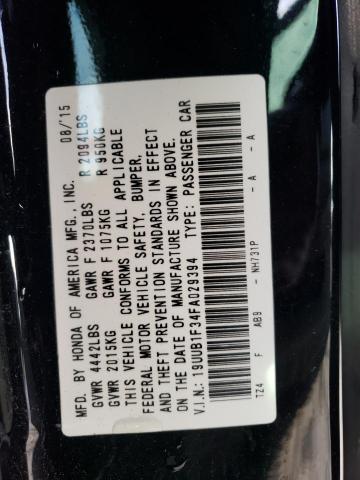 MFD. BY HONDA OF AMERICA MFG., INC. 08/'15
GVWR 4442LBS GAWR F 2370LBS R 2094LBS
GVWR 2015KG GAWR F 1075KG R 950KG
THIS VEHICLE CONFORMS TO ALL APPLICABLE
FEDERAL MOTOR VEHICLE SAFETY, BUMPER,
AND THEFT PREVENTION STANDARDS IN EFFECT
ON THE DATE OF MANUFACTURE SHOWN ABOVE.
V.I.N.: 19UUB1F34FA029394 TYPE: PASSENGER CAR
TZ4 F AB9 - NH731P - A - A